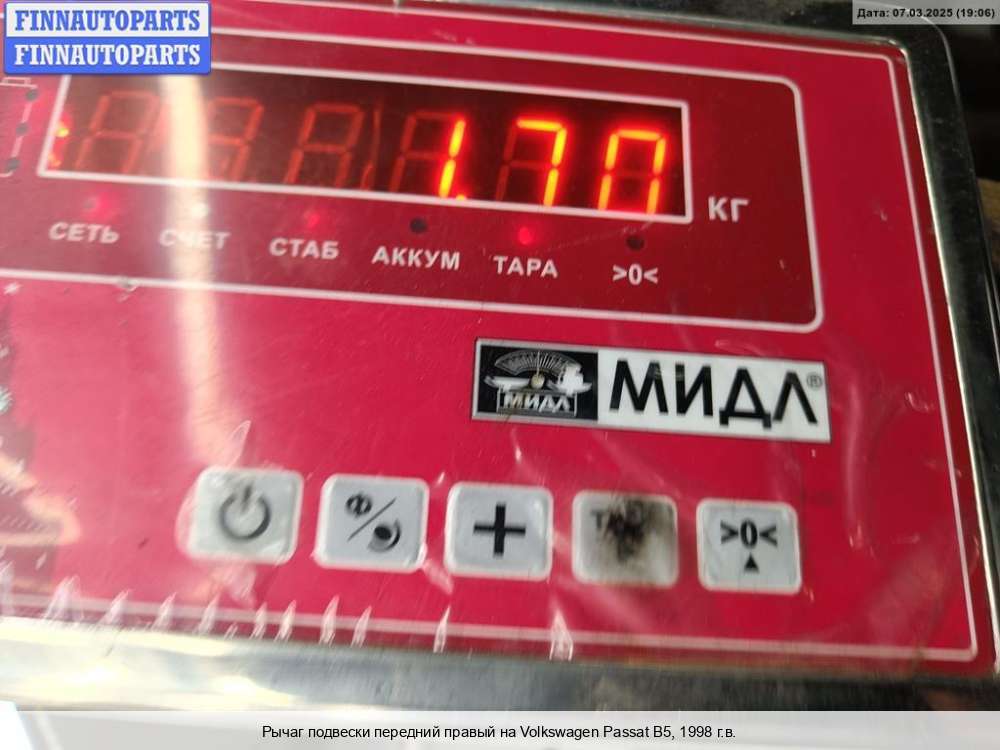 FINNAUTOPARTS
FINNAUTOPARTS
Дата: 07.03.2025 (19:06)
1.70
КГ
СЕТЬ СЧЕТ СТАБ АККУМ ТАРА >0<
МИДЛ
МИДЛ®
Ф/
+
>0<
Рычаг подвески передний правый на Volkswagen Passat B5, 1998 г.в.